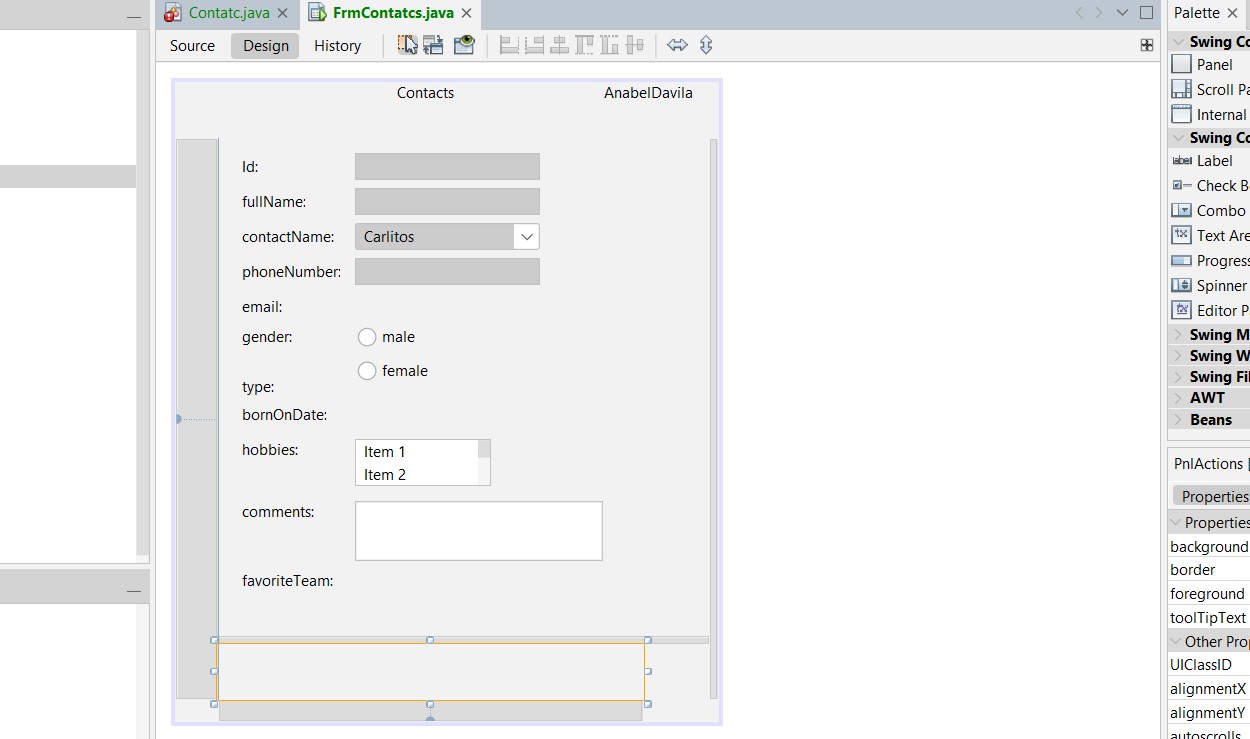 Contatc.java
FrmContatcs.java
Palette
Source
Design
History
Contacts
AnabelDavila
Id:
fullName:
contactName:
Carlitos
phoneNumber:
email:
gender:
male
female
type:
bornOnDate:
hobbies:
Item 1
Item 2
comments:
favoriteTeam:
Swing Co
Panel
Scroll Pa
Internal
Swing Co
Label
Check B
Combo
Text Are
Progress
Spinner
Editor P
Swing M
Swing W
Swing Fil
AWT
Beans
PnlActions [
Properties
Properties
background
border
foreground
toolTipText
Other Prop
UIClassID
alignmentX
alignmentY
autoscrolls